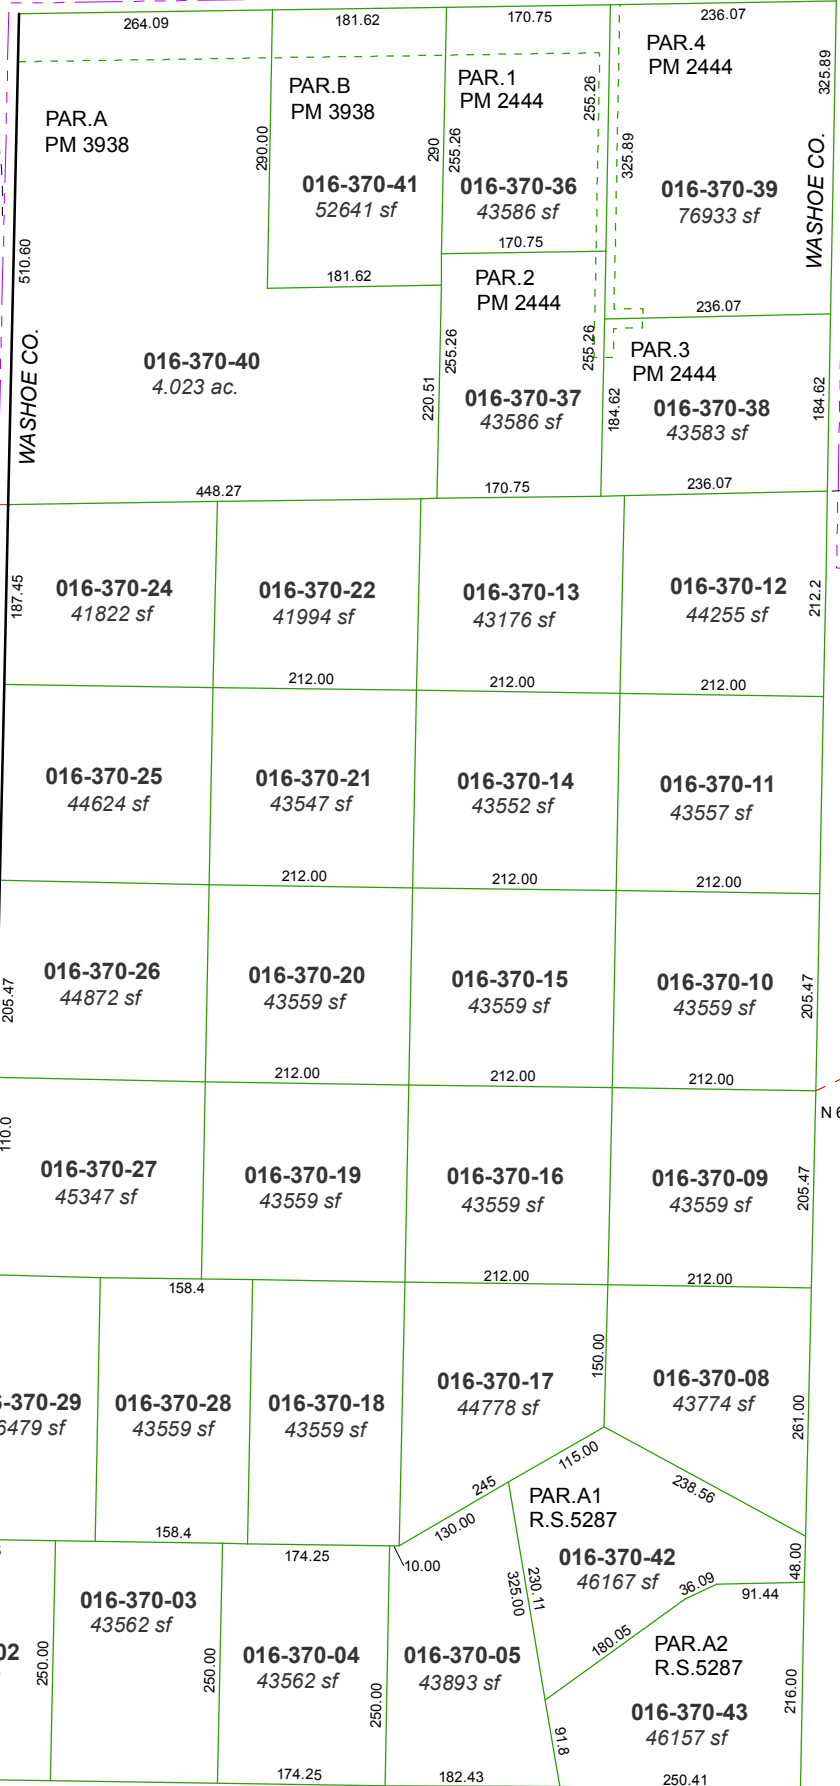 264.09
181.62
170.75
236.07
PAR.A
PM 3938
PAR.B
PM 3938
PAR.1
PM 2444
PAR.4
PM 2444
325.89
255.26
290.00
290
255.26
325.89
WASHOE CO.
016-370-41
52641 sf
016-370-36
43586 sf
016-370-39
76933 sf
510.60
170.75
181.62
PAR.2
PM 2444
236.07
WASHOE CO.
016-370-40
4.023 ac.
255.26
255.26
PAR.3
PM 2444
220.51
016-370-37
43586 sf
184.62
016-370-38
43583 sf
184.62
448.27
170.75
236.07
187.45
016-370-24
41822 sf
016-370-22
41994 sf
016-370-13
43176 sf
016-370-12
44255 sf
212.2
212.00
212.00
212.00
016-370-25
44624 sf
016-370-21
43547 sf
016-370-14
43552 sf
016-370-11
43557 sf
212.00
212.00
212.00
205.47
016-370-26
44872 sf
016-370-20
43559 sf
016-370-15
43559 sf
016-370-10
43559 sf
205.47
212.00
212.00
212.00
N 6
110.0
016-370-27
45347 sf
016-370-19
43559 sf
016-370-16
43559 sf
016-370-09
43559 sf
205.47
158.4
212.00
212.00
-370-29
6479 sf
016-370-28
43559 sf
016-370-18
43559 sf
016-370-17
44778 sf
150.00
016-370-08
43774 sf
261.00
158.4
245
115.00
238.56
130.00
174.25
10.00
PAR.A1
R.S.5287
016-370-42
46167 sf
230.11
325.00
36.09
48.00
91.44
180.05
02
250.00
016-370-03
43562 sf
250.00
016-370-04
43562 sf
250.00
016-370-05
43893 sf
PAR.A2
R.S.5287
016-370-43
46157 sf
216.00
91.8
174.25
182.43
250.41